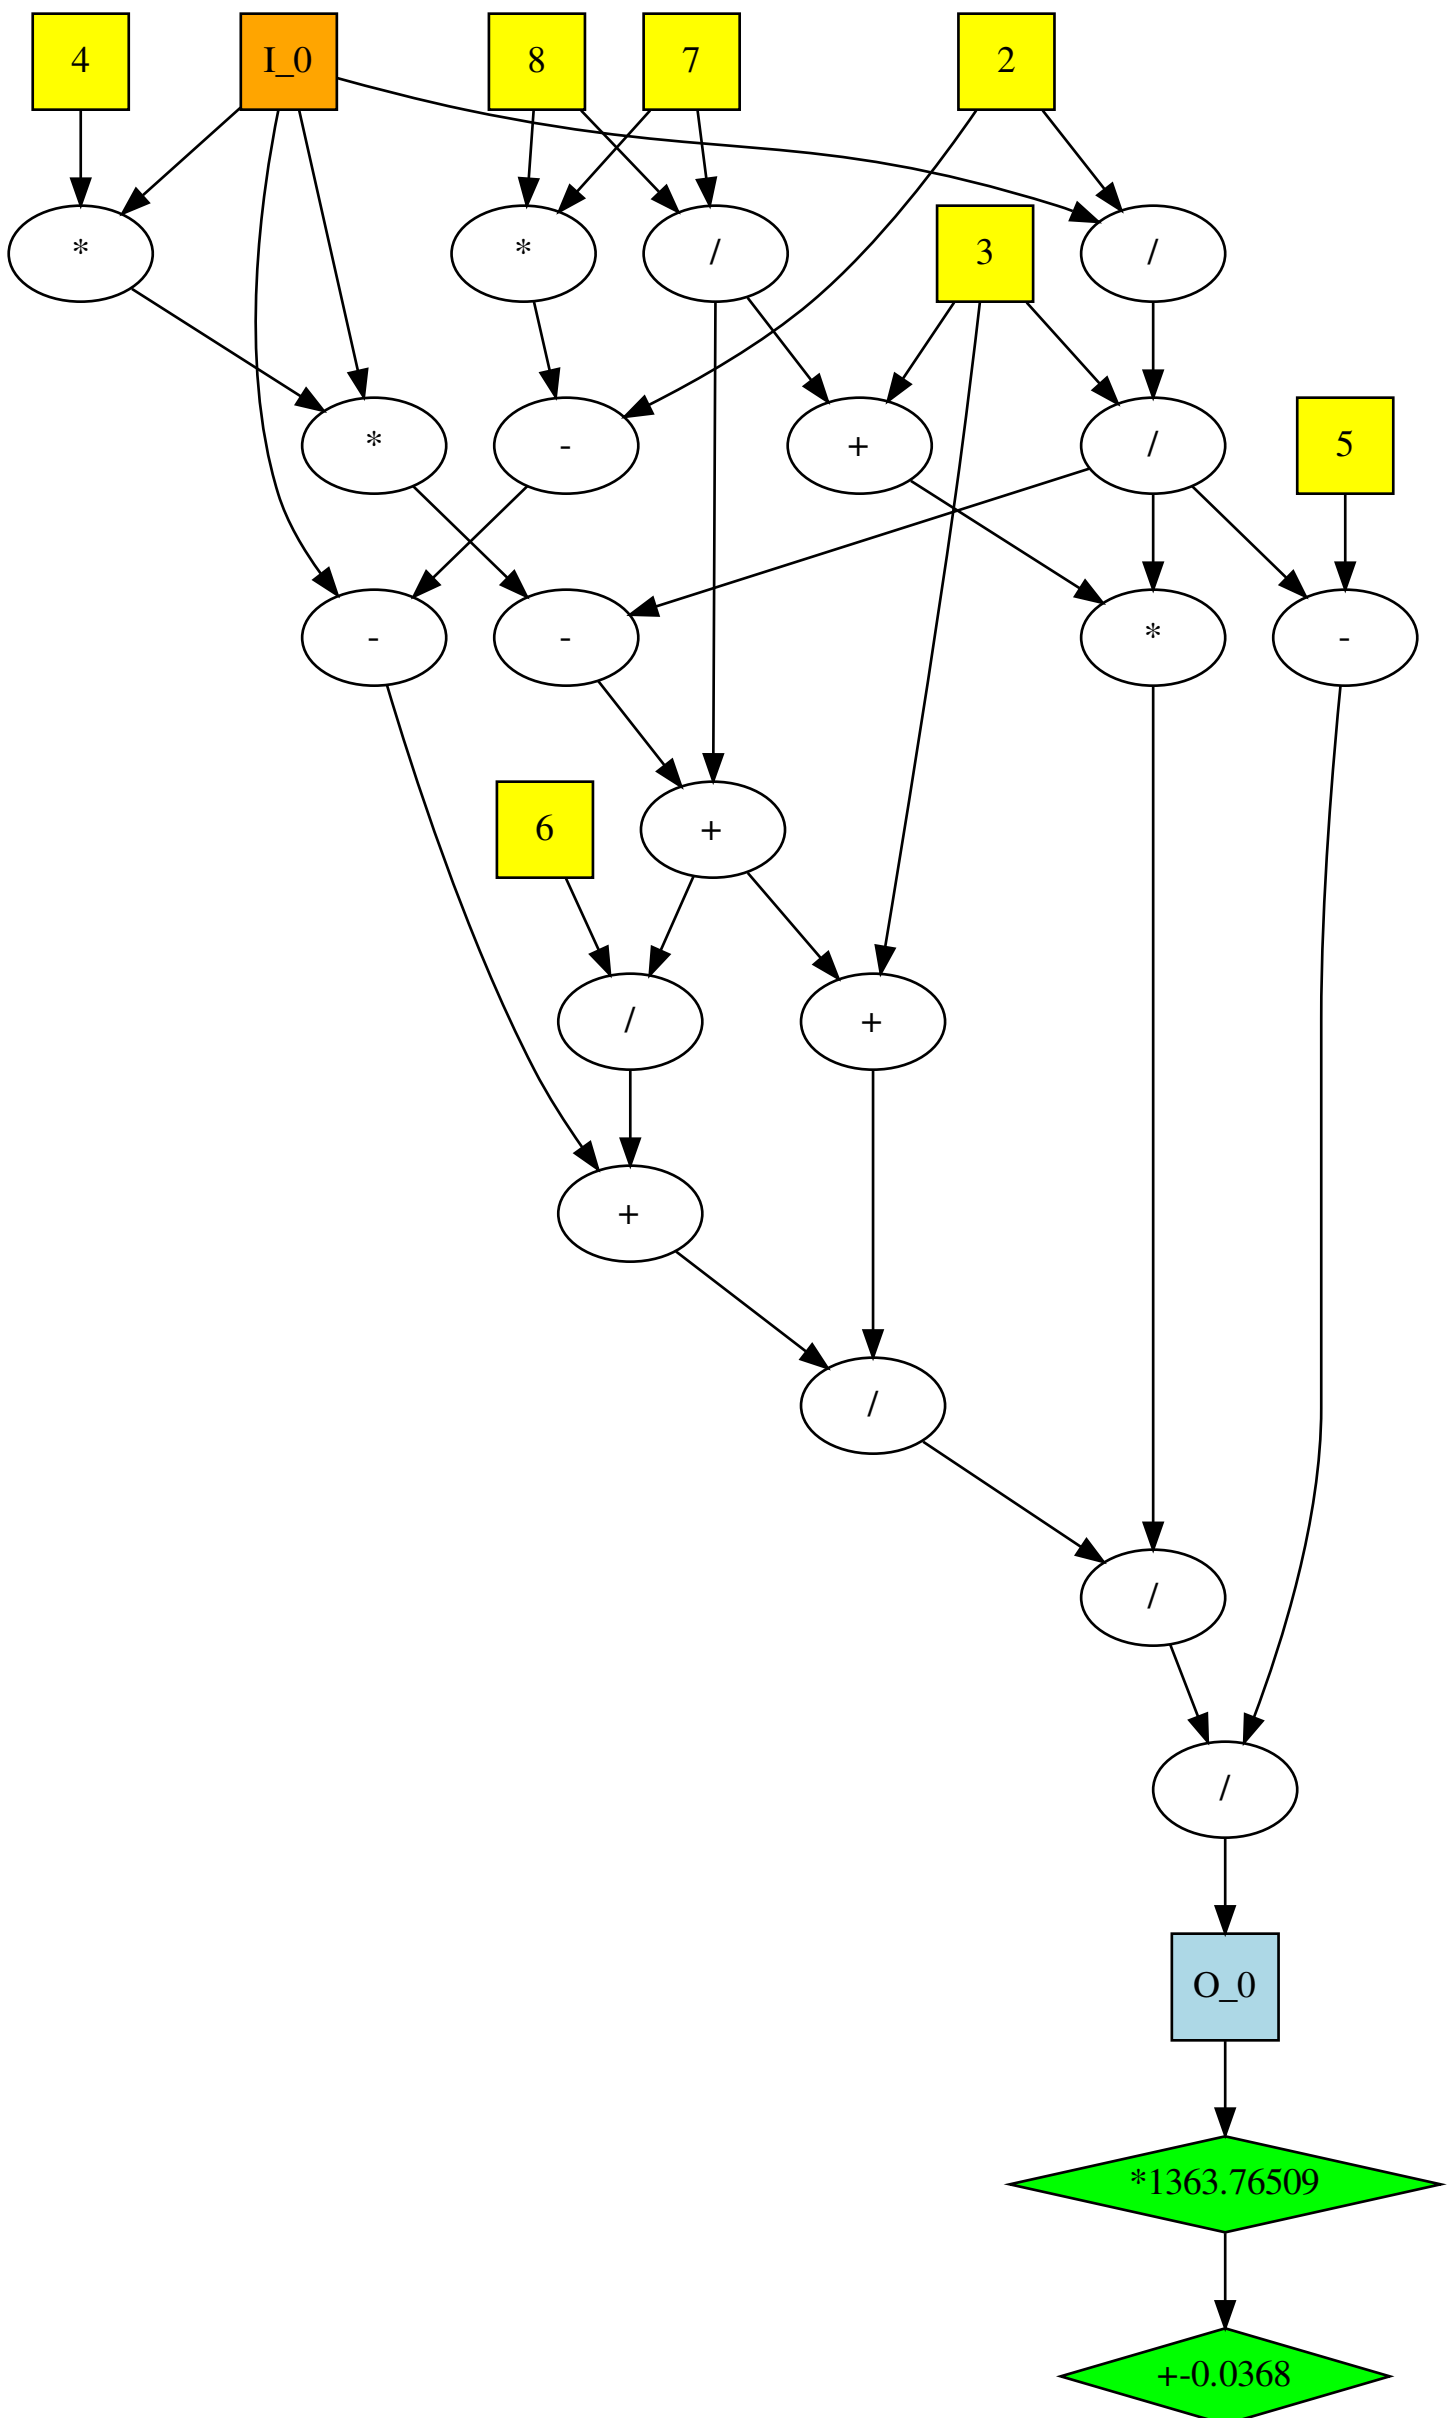 4 I_0 8 7 2
* * / 3 /
* - + / 5
- - * -
6 +
/ +
+
/
/
/
O_0
*1363.76509
+-0.0368